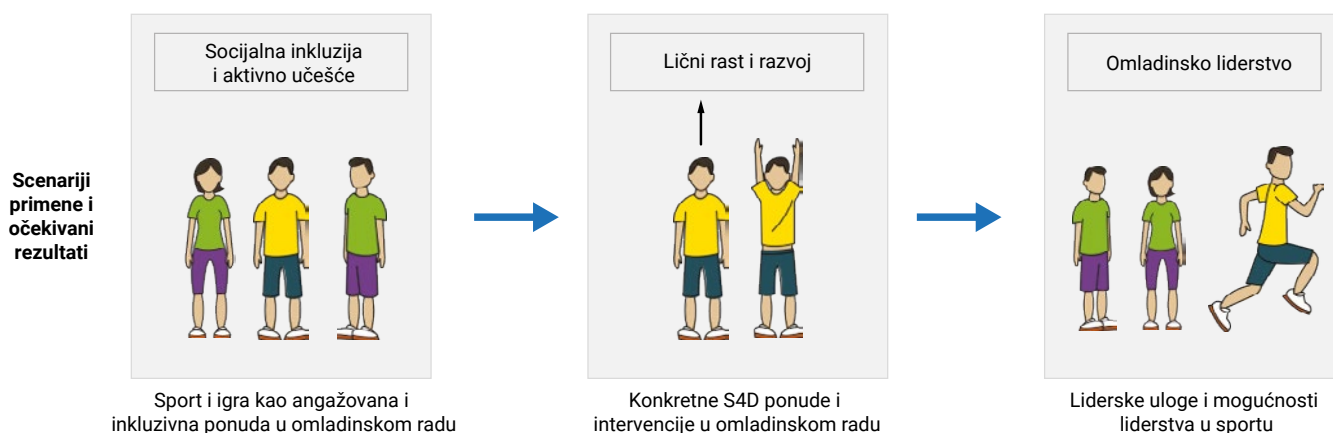 Scenariji
primene i
očekivani
rezultati
Socijalna inkluzija
i aktivno učešće
Sport i igra kao angažovana i
inkluzivna ponuda u omladinskom radu
Lični rast i razvoj
Konkretne S4D ponude i
intervencije u omladinskom radu
Omladinsko liderstvo
Liderske uloge i mogućnosti
liderstva u sportu